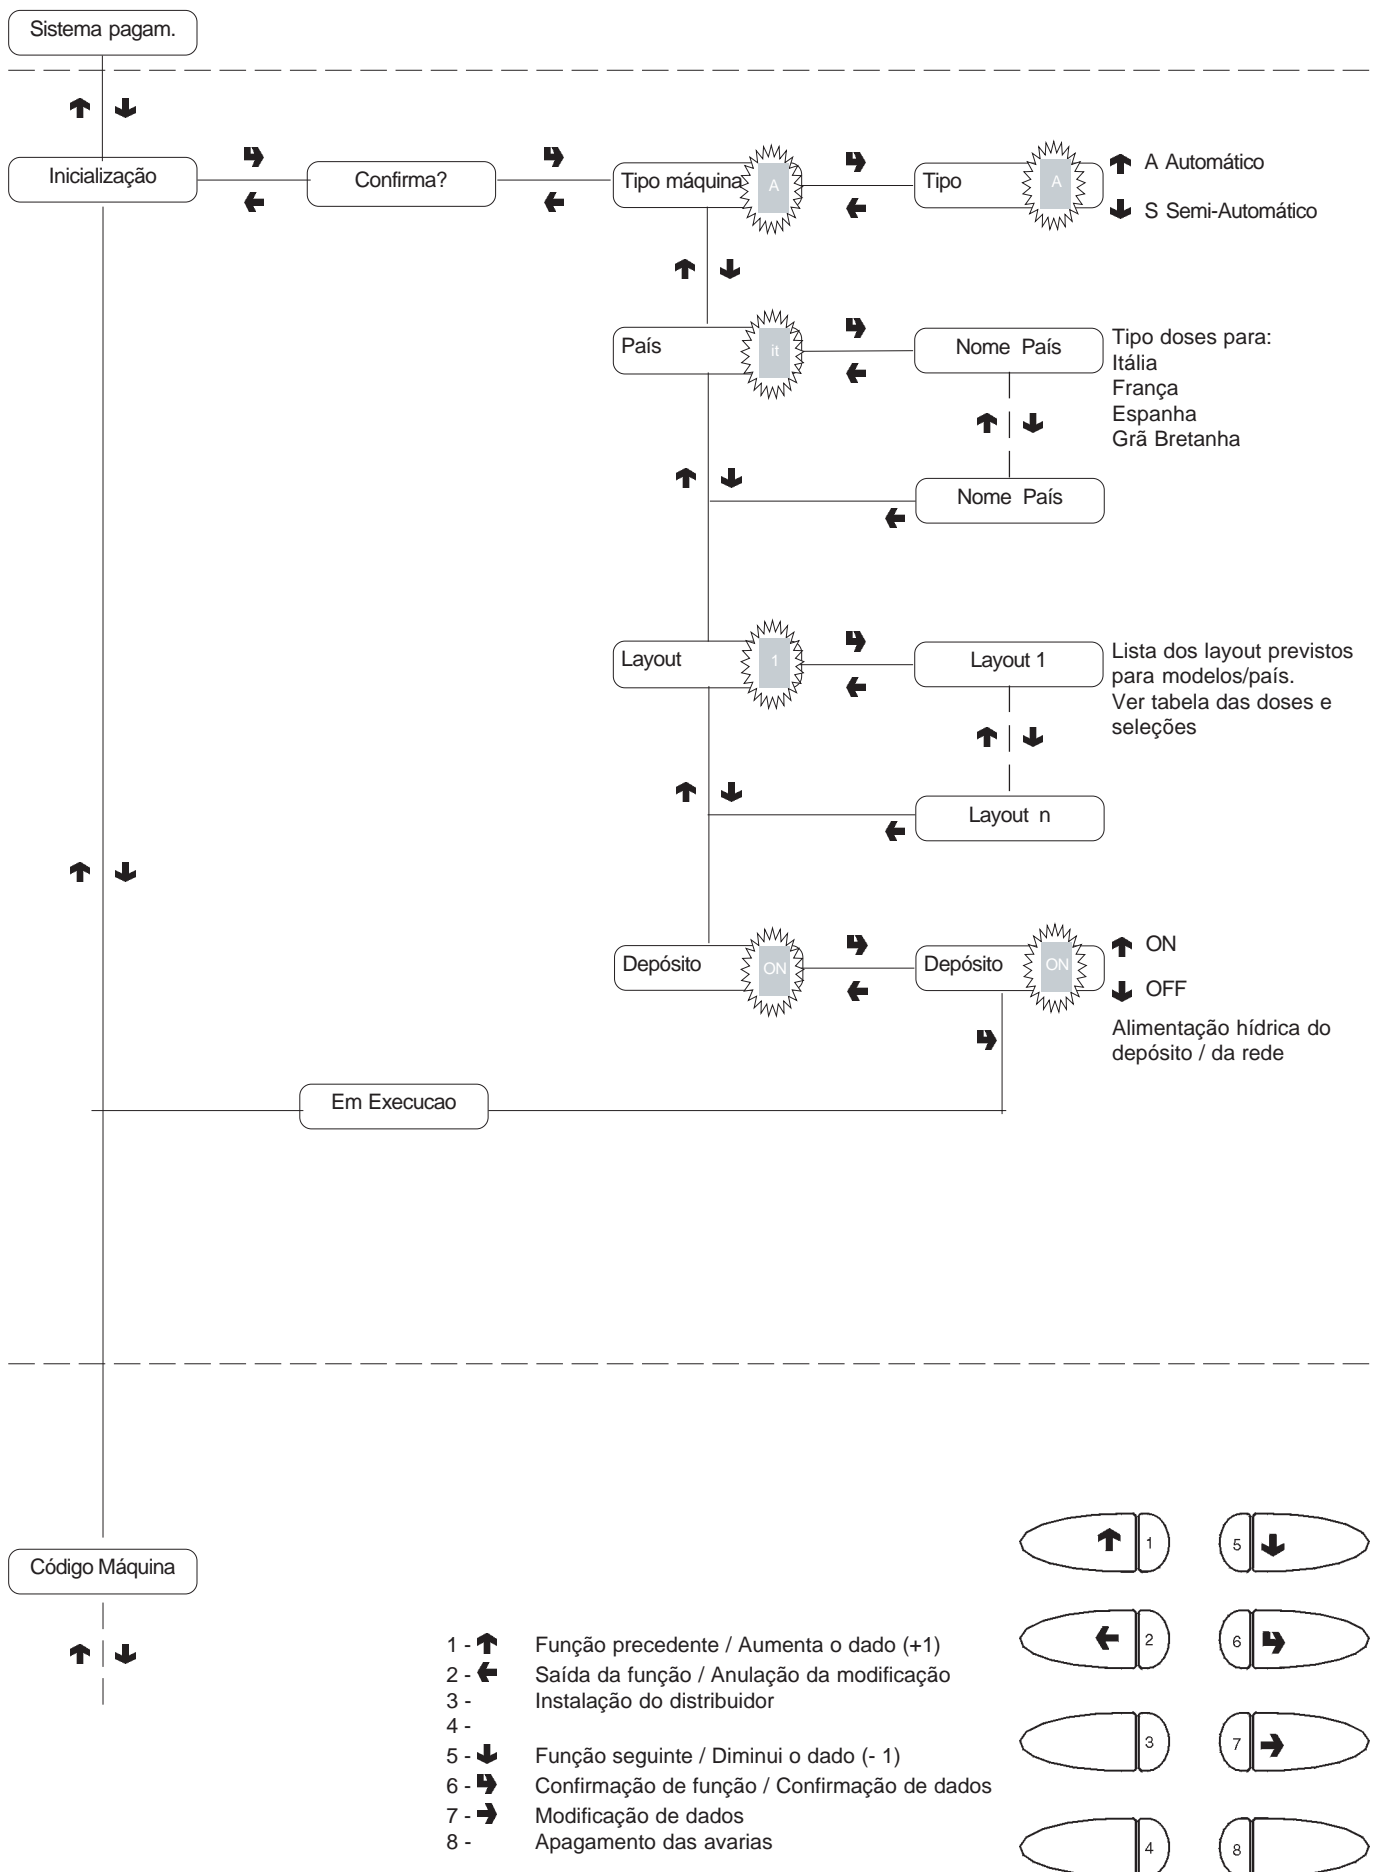 Sistema pagam.
Inicialização
Confirma?
Tipo máquina
A
Tipo
A
A Automático
S Semi-Automático
País
it
Nome País
Tipo doses para:
Itália
França
Espanha
Grã Bretanha
Nome País
Layout
1
Layout 1
Lista dos layout previstos
para modelos/país.
Ver tabela das doses e
seleções
Layout n
Depósito
ON
Depósito
ON
ON
OFF
Alimentação hídrica do
depósito / da rede
Em Execucao
Código Máquina
1 - Função precedente / Aumenta o dado (+1)
2 - Saída da função / Anulação da modificação
3 - Instalação do distribuidor
4 -
5 - Função seguinte / Diminui o dado (- 1)
6 - Confirmação de função / Confirmação de dados
7 - Modificação de dados
8 - Apagamento das avarias
1
5
2
6
3
7
4
8